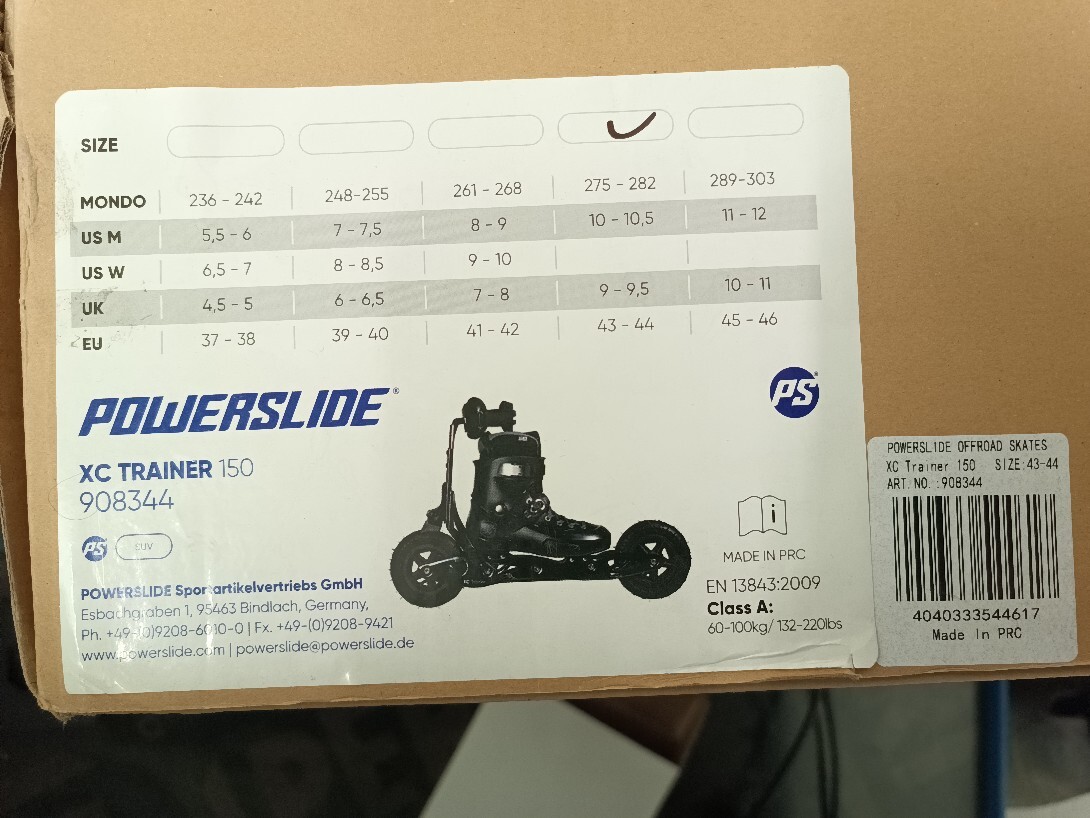 SIZE
MONDO 236 - 242 248-255 261 - 268 275 - 282 289-303
US M 5,5 - 6 7 - 7,5 8 - 9 10 - 10,5 11 - 12
US W 6,5 - 7 8 - 8,5 9 - 10
UK 4,5 - 5 6 - 6,5 7 - 8 9 - 9,5 10 - 11
EU 37 - 38 39 - 40 41 - 42 43 - 44 45 - 46
POWERSLIDE®
PS®
XC TRAINER 150
908344
PS EUV
POWERSLIDE Sportartikelvertriebs GmbH
Esbachgraben 1, 95463 Bindlach, Germany,
Ph. +49-(0)9208-6010-0 | Fx. +49-(0)9208-9421
www.powerslide.com | powerslide@powerslide.de
i
MADE IN PRC
EN 13843:2009
Class A:
60-100kg/ 132-220lbs
POWERSLIDE OFFROAD SKATES
XC Trainer 150 SIZE:43-44
ART. NO. :908344
4040333544617
Made In PRC